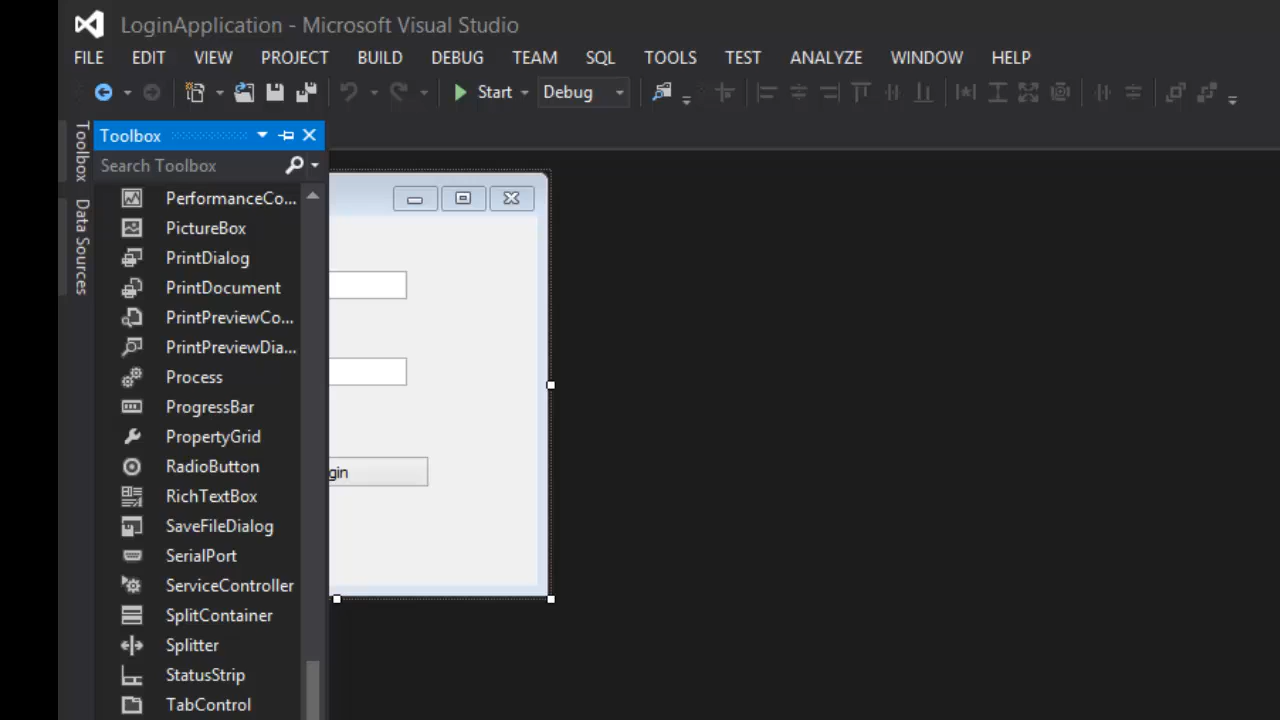 LoginApplication - Microsoft Visual Studio
FILE EDIT VIEW PROJECT BUILD DEBUG TEAM SQL TOOLS TEST ANALYZE WINDOW HELP
Start Debug
Toolbox
Data Sources
Toolbox
Search Toolbox
PerformanceCo...
PictureBox
PrintDialog
PrintDocument
PrintPreviewCo...
PrintPreviewDia...
Process
ProgressBar
PropertyGrid
RadioButton
RichTextBox
SaveFileDialog
SerialPort
ServiceController
SplitContainer
Splitter
StatusStrip
TabControl
gin